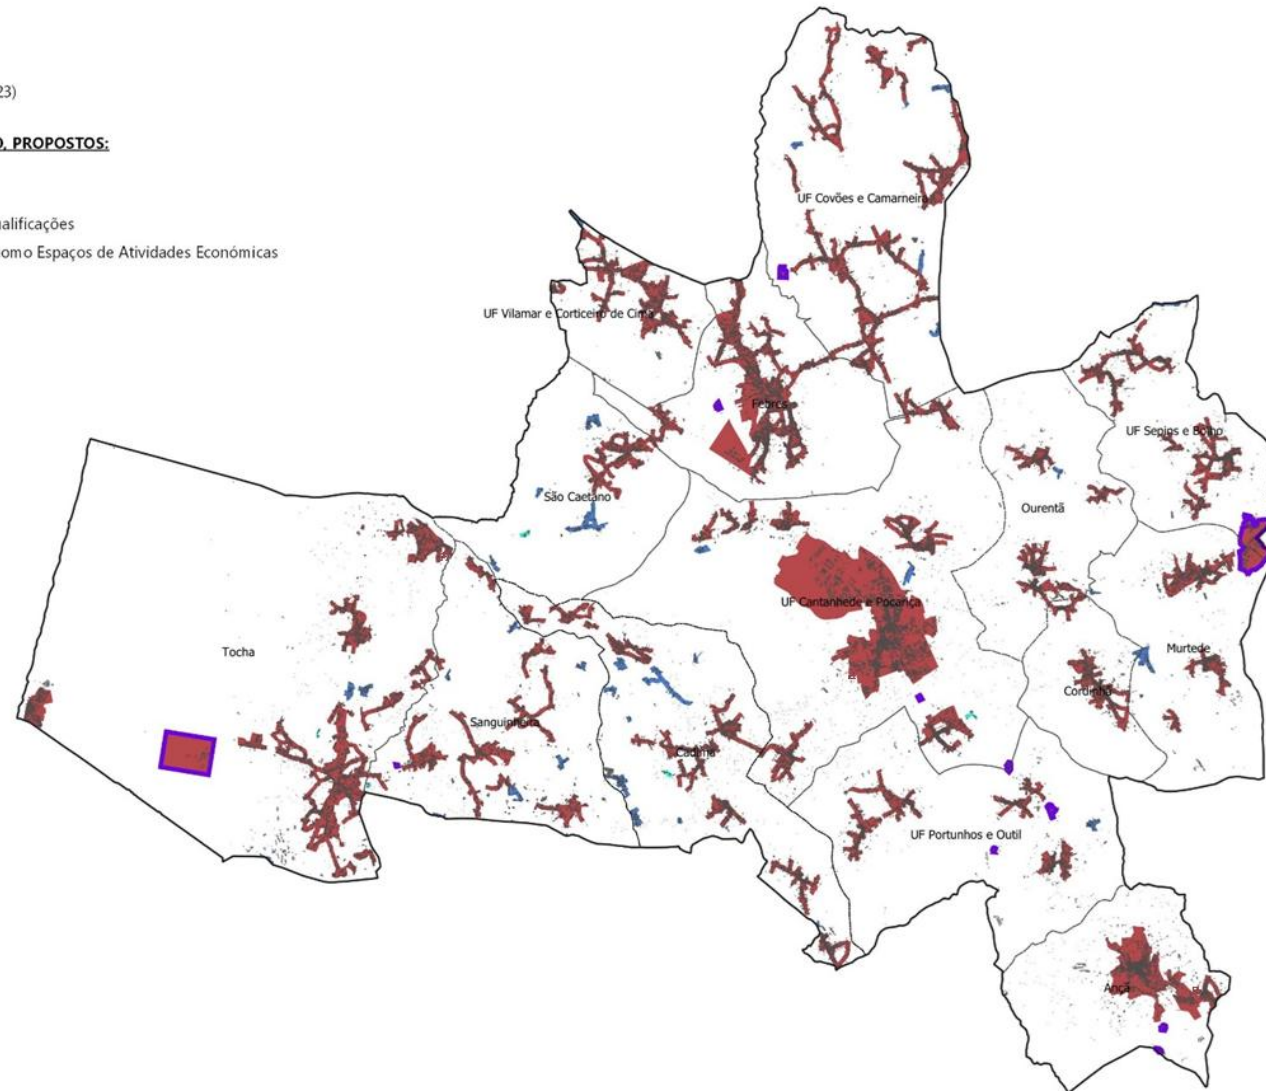 23)
O, PROPOSTOS:
ualificações
omo Espaços de Atividades Económicas
UF Covões e Camarneira
UF Vilamar e Corticeiro de Cima
Febres
UF Sepins e Bolho
São Caetano
Ourentã
UF Cantanhede e Pocariça
Tocha
Murtede
Cordinhã
Sanguinheira
Cadima
UF Portunhos e Outil
Ançã